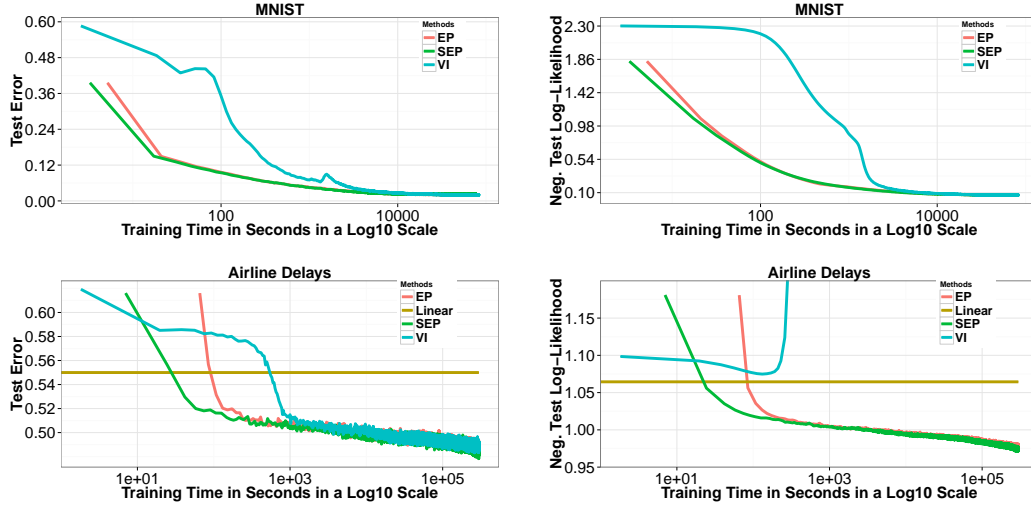 MNIST
Test Error
0.60
0.48
0.36
0.24
0.12
0.00
Methods
EP
SEP
VI
100
10000
Training Time in Seconds in a Log10 Scale
MNIST
Neg. Test Log−Likelihood
2.30
1.86
1.42
0.98
0.54
0.10
Methods
EP
SEP
VI
100
10000
Training Time in Seconds in a Log10 Scale
Airline Delays
Test Error
0.60
0.58
0.56
0.54
0.52
0.50
Methods
EP
Linear
SEP
VI
1e+01
1e+03
1e+05
Training Time in Seconds in a Log10 Scale
Airline Delays
Neg. Test Log−Likelihood
1.15
1.10
1.05
1.00
0.95
Methods
EP
Linear
SEP
VI
1e+01
1e+03
1e+05
Training Time in Seconds in a Log10 Scale